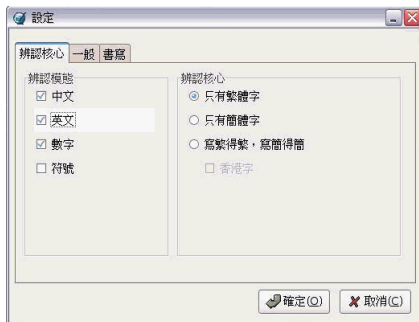 設定
辨認核心 一般 書寫
辨認模態
中文
英文
數字
符號
辨認核心
只有繁體字
只有簡體字
寫繁得繁，寫簡得簡
香港字
確定(O) 取消(C)